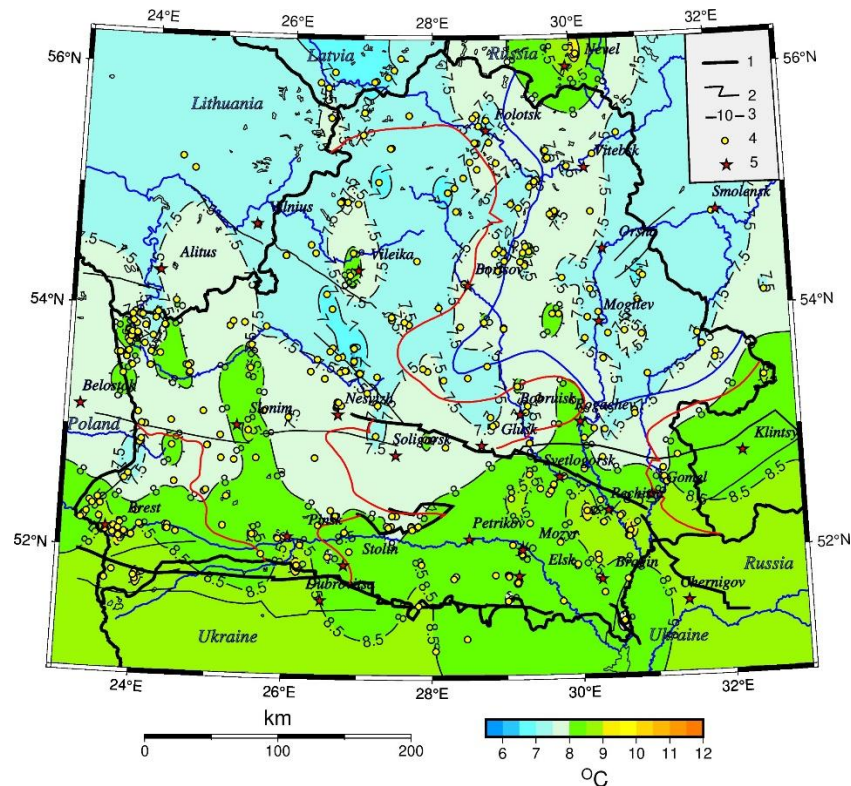 24°E 26°E 28°E 30°E 32°E
56°N 56°N
Latvia Russia Nevel
Lithuania
Polotsk
Vitebsk
Smolensk
Vilnius
Orsha
Alitus Vileika
Borisov
54°N 54°N
Mogilev
Belostok
Nesvizh Bobruisk Rogachev
Poland Slonim
Glusk Klintsy
Soligorsk
Svetlogorsk Gomel
Rechitsa
Brest
Pinsk Petrikov Mozyr
52°N 52°N
Stolin Elsk Bragin Russia
Dubrovitsa Chernigov
Ukraine Ukraine
24°E 26°E 28°E 30°E 32°E
1
2
10 3
4
5
7.5
8
8.5
km
0 100 200
6 7 8 9 10 11 12
°C